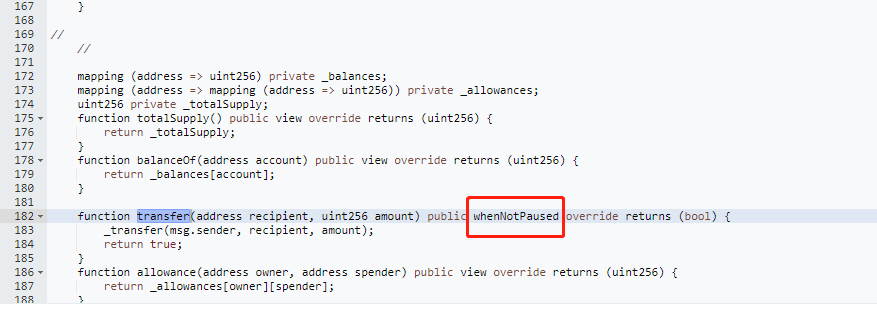 167 }
168
169 //
170 //
171
172 mapping (address => uint256) private _balances;
173 mapping (address => mapping (address => uint256)) private _allowances;
174 uint256 private _totalSupply;
175 function totalSupply() public view override returns (uint256) {
176 return _totalSupply;
177 }
178 function balanceOf(address account) public view override returns (uint256) {
179 return _balances[account];
180 }
181
182 function transfer(address recipient, uint256 amount) public whenNotPaused override returns (bool) {
183 _transfer(msg.sender, recipient, amount);
184 return true;
185 }
186 function allowance(address owner, address spender) public view override returns (uint256) {
187 return _allowances[owner][spender];
188 }